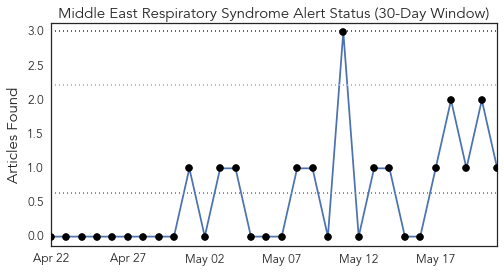 Middle East Respiratory Syndrome Alert Status (30-Day Window)
Articles Found
3.0
2.5
2.0
1.5
1.0
0.5
0.0
Apr 22
Apr 27
May 02
May 07
May 12
May 17